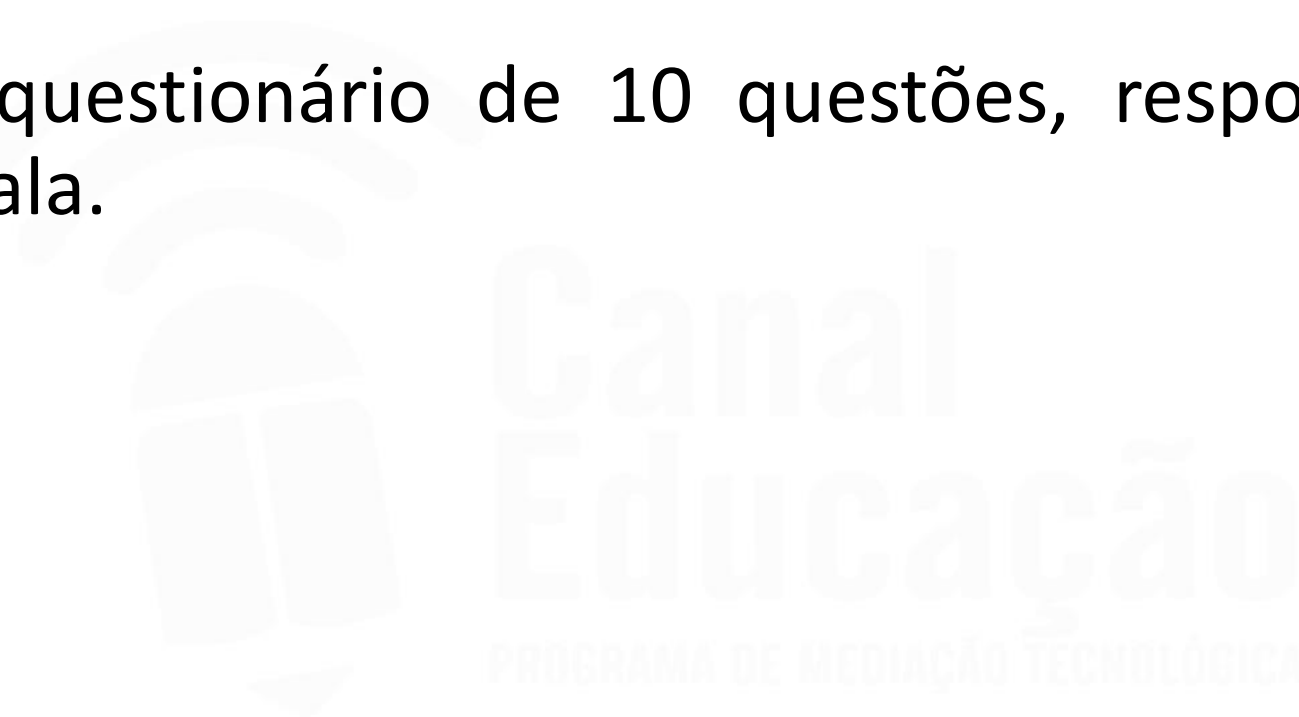 questionário de 10 questões, respo
ala.
Canal
Educação
PROGRAMA DE MEDIAÇÃO TECNOLÓGICA